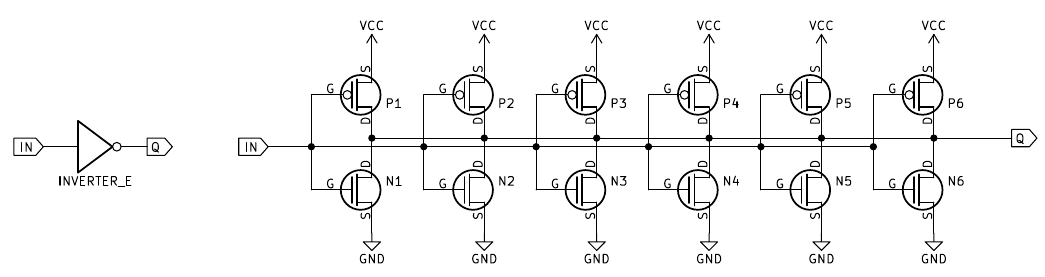 VCC VCC VCC VCC VCC VCC
S S S S S S
G G G G G G
P1 P2 P3 P4 P5 P6
D D D D D D
IN Q IN Q
D D D D D D
INVERTER_E N1 N2 N3 N4 N5 N6
G G G G G G
S S S S S S
GND GND GND GND GND GND